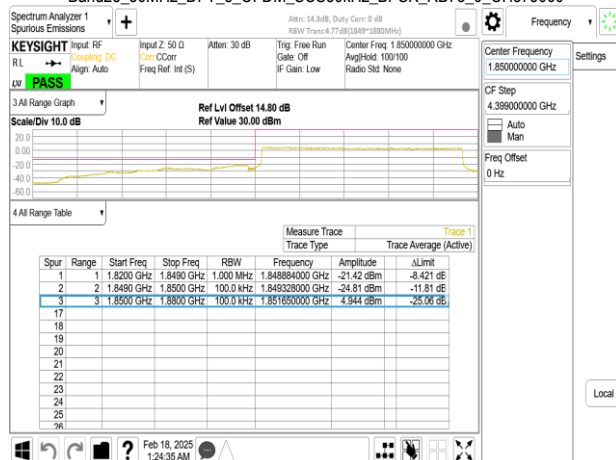 Spectrum Analyzer 1
Spurious Emissions
Attn: 14.3dB, Duty Corr: 0 dB
RBW Trans:4.77dB(1849~1880MHz)
Frequency
KEYSIGHT
RL
Align: Auto
Input: RF
Coupling: DC
Input Z: 50 Ω
Corr CCorr
Freq Ref: Int (S)
Atten: 30 dB
Trig: Free Run
Gate: Off
IF Gain: Low
Center Freq: 1.850000000 GHz
Avg|Hold: 100/100
Radio Std: None
PASS
Center Frequency
1.850000000 GHz
Settings
CF Step
4.399000000 GHz
Auto
Man
Freq Offset
0 Hz
Local
3 All Range Graph
Scale/Div 10.0 dB
Ref Lvl Offset 14.80 dB
Ref Value 30.00 dBm
20.0
0.00
-20.0
-40.0
-60.0
4 All Range Table
Measure Trace Trace 1
Trace Type Trace Average (Active)
Spur Range Start Freq Stop Freq RBW Frequency Amplitude ΔLimit
1 1 1.8200 GHz 1.8490 GHz 1.000 MHz 1.848884000 GHz -21.42 dBm -8.421 dB
2 2 1.8490 GHz 1.8500 GHz 100.0 kHz 1.849328000 GHz -24.81 dBm -11.81 dB
3 3 1.8500 GHz 1.8800 GHz 100.0 kHz 1.851650000 GHz 4.944 dBm -25.06 dB
17
18
19
20
21
22
23
24
25
26
Feb 18, 2025
1:24:35 AM